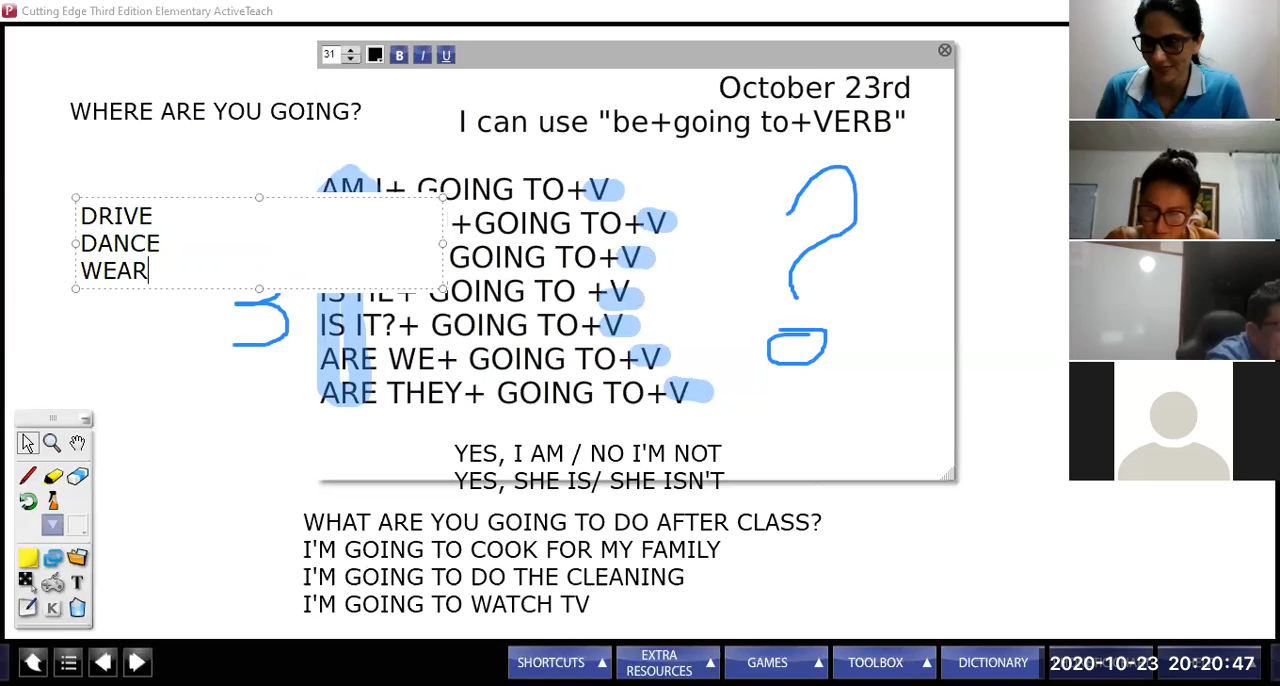 Cutting Edge Third Edition Elementary ActiveTeach
31
B I U
October 23rd
I can use "be+going to+VERB"
WHERE ARE YOU GOING?
AM I+ GOING TO+V
+GOING TO+V
GOING TO+V
IS HE+ GOING TO +V
IS IT?+ GOING TO+V
ARE WE+ GOING TO+V
ARE THEY+ GOING TO+V
DRIVE
DANCE
WEAR
?
YES, I AM / NO I'M NOT
YES, SHE IS/ SHE ISN'T
WHAT ARE YOU GOING TO DO AFTER CLASS?
I'M GOING TO COOK FOR MY FAMILY
I'M GOING TO DO THE CLEANING
I'M GOING TO WATCH TV
T
K
SHORTCUTS
EXTRA RESOURCES
GAMES
TOOLBOX
DICTIONARY
2020-10-23 20:20:47